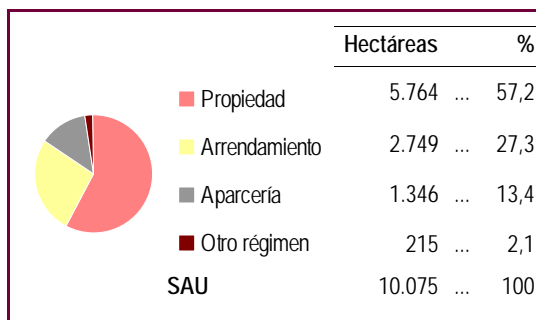 Hectáreas %
Propiedad 5.764 ... 57,2
Arrendamiento 2.749 ... 27,3
Aparcería 1.346 ... 13,4
Otro régimen 215 ... 2,1
SAU 10.075 ... 100